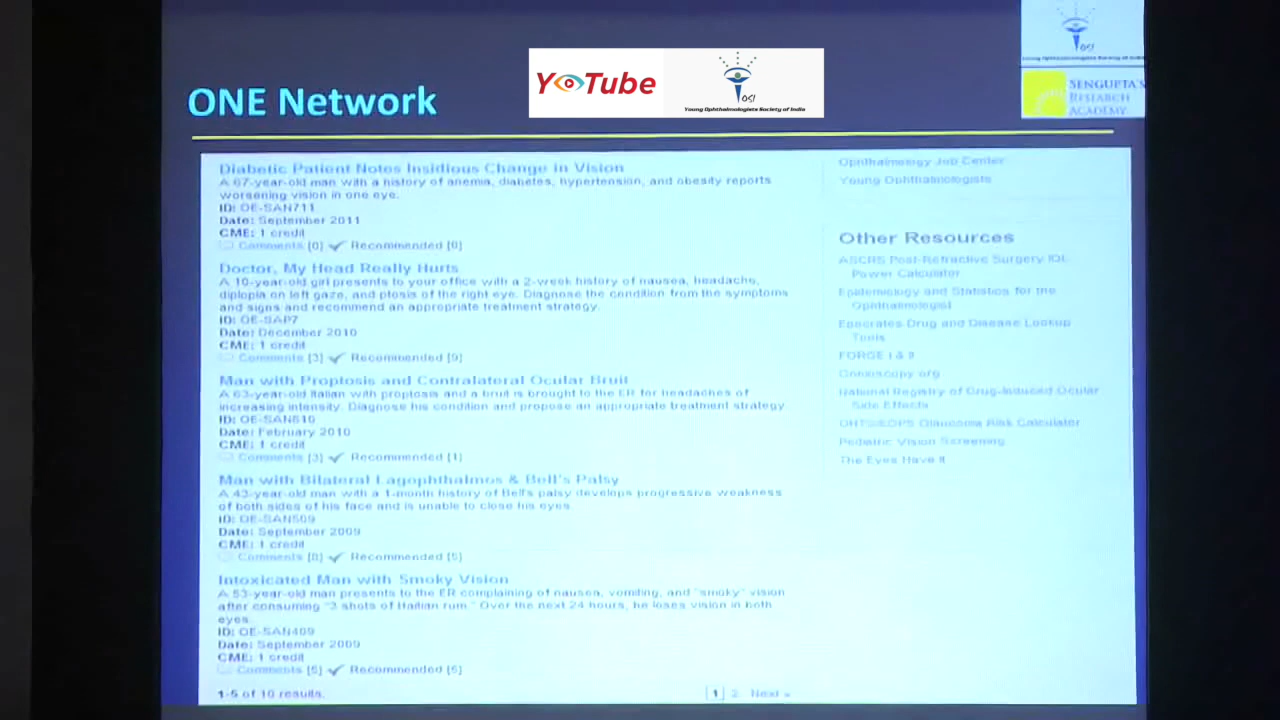 YOTube
OSI
Young Ophthalmologists Society of India
OSI
Young Ophthalmologists Society of India
SENGUPTA'S
RESEARCH
ACADEMY
ONE Network
Diabetic Patient Notes Insidious Change in Vision
A 67-year-old man with a history of anemia, diabetes, hypertension, and obesity reports
worsening vision in one eye.
ID: OE-SAN711
Date: September 2011
CME: 1 credit
Comments [0] Recommended [0]
Doctor, My Head Really Hurts
A 10-year-old girl presents to your office with a 2-week history of nausea, headache,
diplopia on left gaze, and ptosis of the right eye. Diagnose the condition from the symptoms
and signs and recommend an appropriate treatment strategy.
ID: OE-SAP7
Date: December 2010
CME: 1 credit
Comments [3] Recommended [9]
Man with Proptosis and Contralateral Ocular Bruit
A 63-year-old Italian with proptosis and a bruit is brought to the ER for headaches of
increasing intensity. Diagnose his condition and propose an appropriate treatment strategy
ID: OE-SAN610
Date: February 2010
CME: 1 credit
Comments [3] Recommended [1]
Man with Bilateral Lagophthalmos & Bell's Palsy
A 43-year-old man with a 1-month history of Bell's palsy develops progressive weakness
of both sides of his face and is unable to close his eyes.
ID: OE-SAN509
Date: September 2009
CME: 1 credit
Comments [8] Recommended [5]
Intoxicated Man with Smoky Vision
A 53-year-old man presents to the ER complaining of nausea, vomiting, and "smoky" vision
after consuming "3 shots of Haitian rum." Over the next 24 hours, he loses vision in both
eyes.
ID: OE-SAN409
Date: September 2009
CME: 1 credit
Comments [5] Recommended [6]
1-5 of 10 results.
1 2 Next »
Ophthalmology Job Center
Young Ophthalmologists
Other Resources
ASCRS Post-Refractive Surgery IOL
Power Calculator
Epidemiology and Statistics for the
Ophthalmologist
Epocrates Drug and Disease Lookup
Tools
FORGE I & II
Gonioscopy.org
National Registry of Drug-Induced Ocular
Side Effects
OHTS/EGPS Glaucoma Risk Calculator
Pediatric Vision Screening
The Eyes Have It